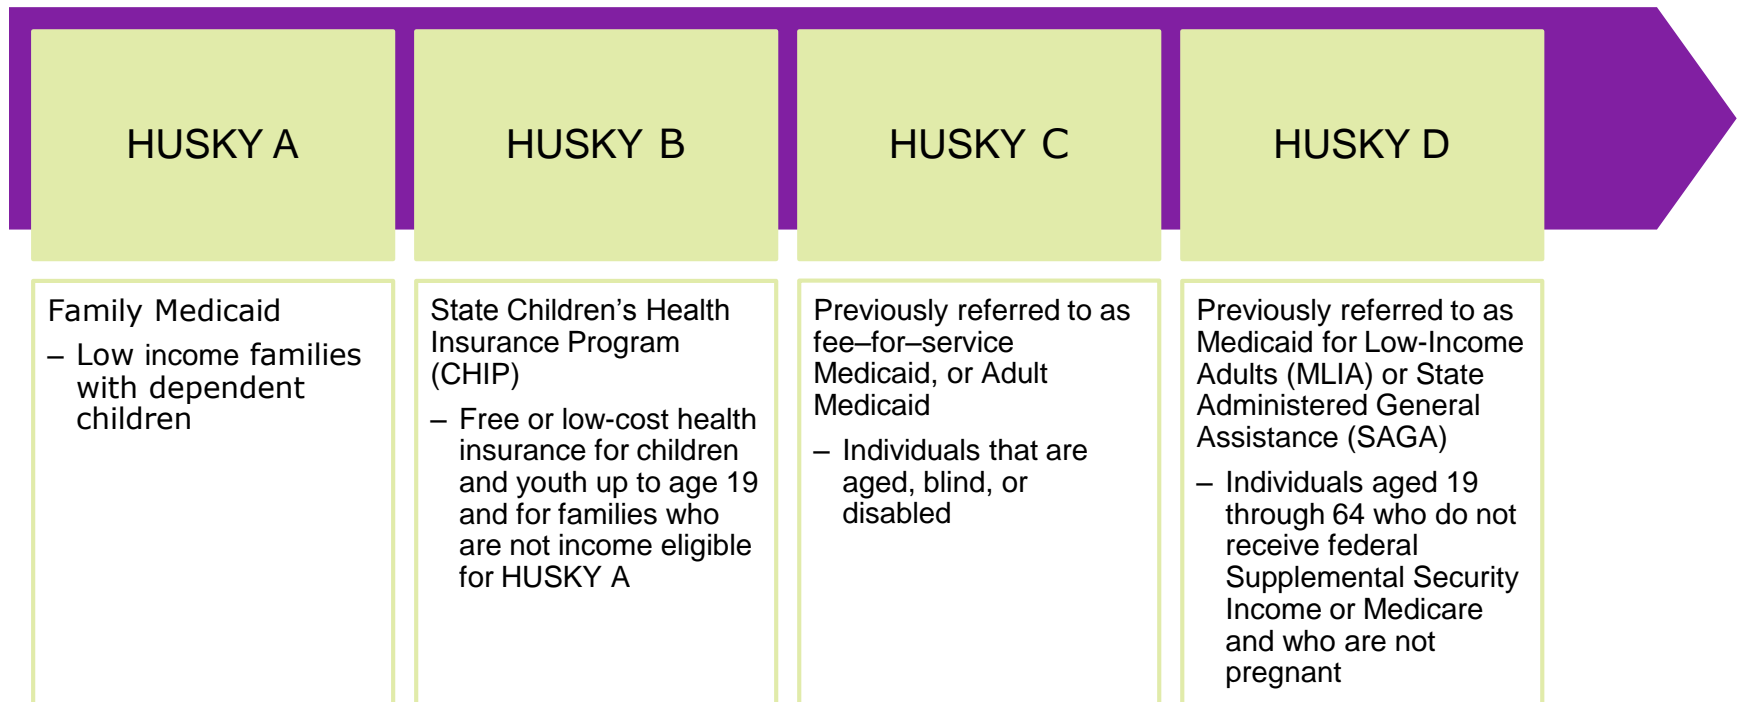 HUSKY A
HUSKY B
HUSKY C
HUSKY D
Family Medicaid
– Low income families
with dependent
children
State Children’s Health
Insurance Program
(CHIP)
– Free or low-cost health
insurance for children
and youth up to age 19
and for families who
are not income eligible
for HUSKY A
Previously referred to as
fee–for–service
Medicaid, or Adult
Medicaid
– Individuals that are
aged, blind, or
disabled
Previously referred to as
Medicaid for Low-Income
Adults (MLIA) or State
Administered General
Assistance (SAGA)
– Individuals aged 19
through 64 who do not
receive federal
Supplemental Security
Income or Medicare
and who are not
pregnant